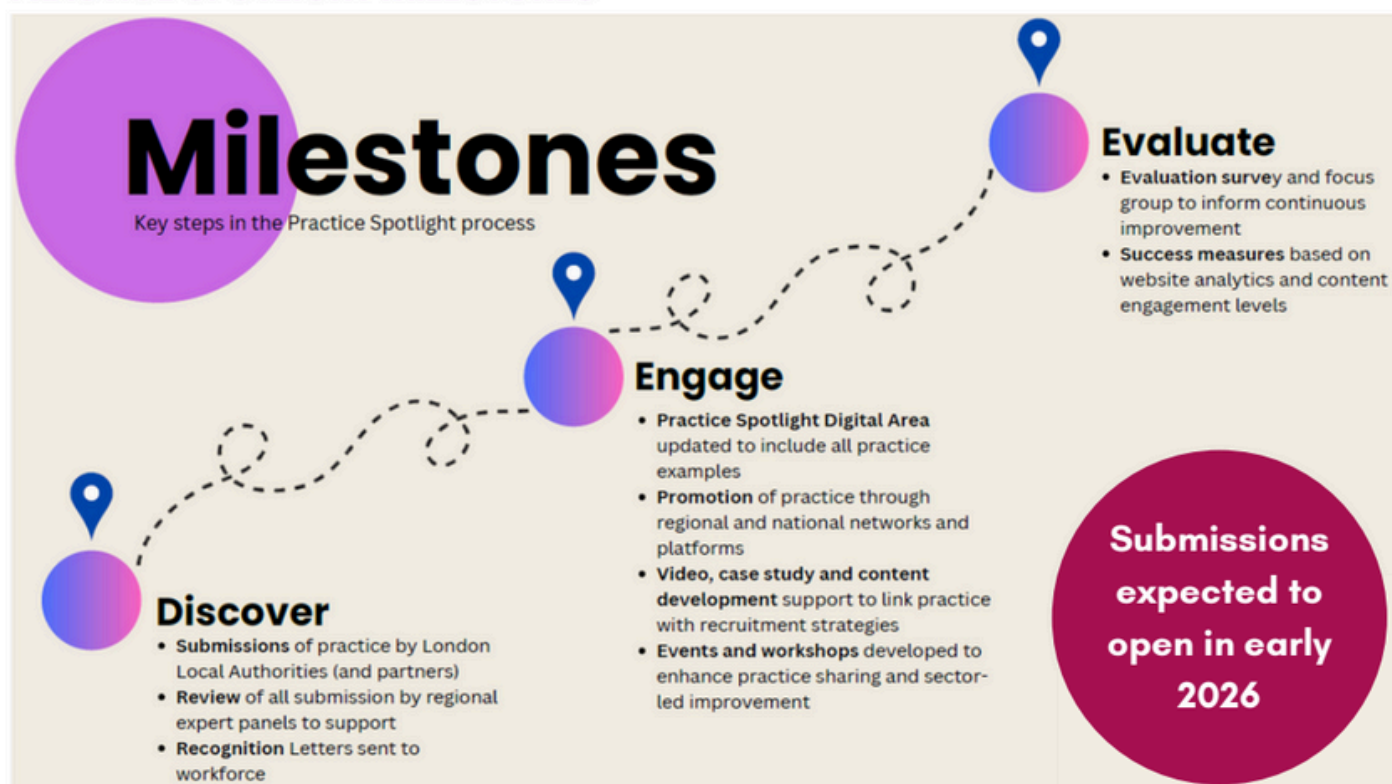 Milestones
Key steps in the Practice Spotlight process
Discover
• Submissions of practice by London
Local Authorities (and partners)
• Review of all submission by regional
expert panels to support
• Recognition Letters sent to
workforce
Engage
• Practice Spotlight Digital Area
updated to include all practice
examples
• Promotion of practice through
regional and national networks and
platforms
• Video, case study and content
development support to link practice
with recruitment strategies
• Events and workshops developed to
enhance practice sharing and sector-
led improvement
Evaluate
• Evaluation survey and focus
group to inform continuous
improvement
• Success measures based on
website analytics and content
engagement levels
Submissions
expected to
open in early
2026